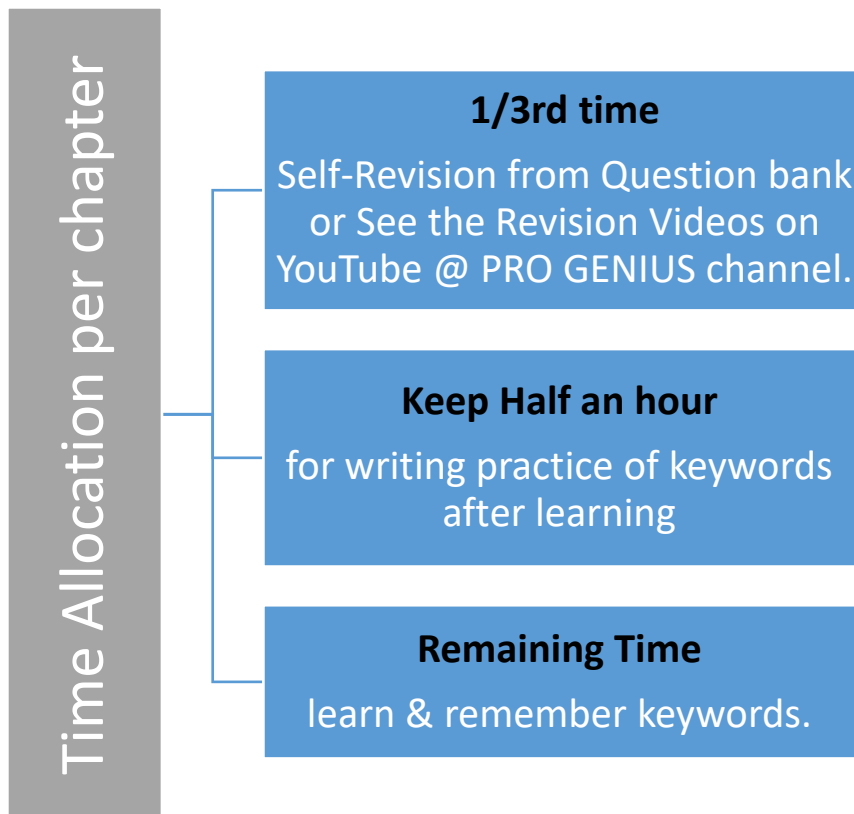 Time Allocation per chapter
1/3rd time
Self-Revision from Question bank
or See the Revision Videos on
YouTube @ PRO GENIUS channel.
Keep Half an hour
for writing practice of keywords
after learning
Remaining Time
learn & remember keywords.